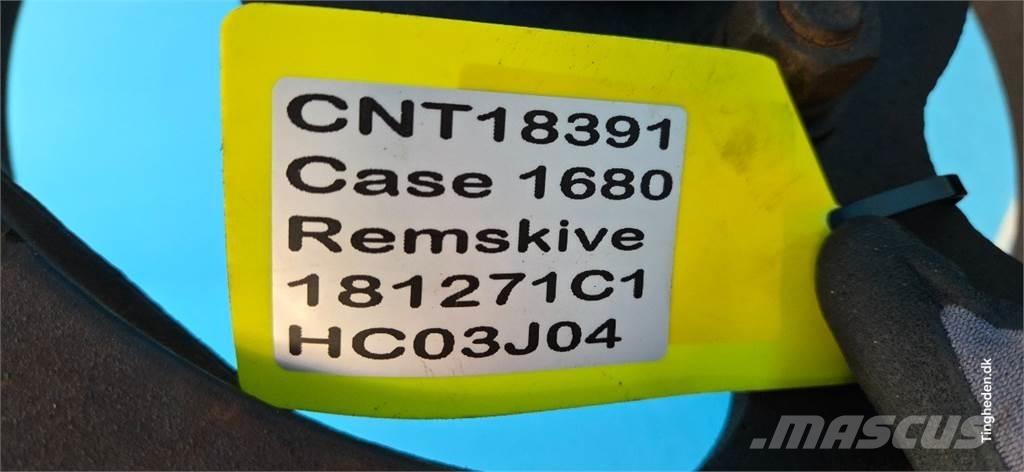 CNT18391
Case 1680
Remskive
181271C1
HC03J04
Tingheden.dk
MASCUS